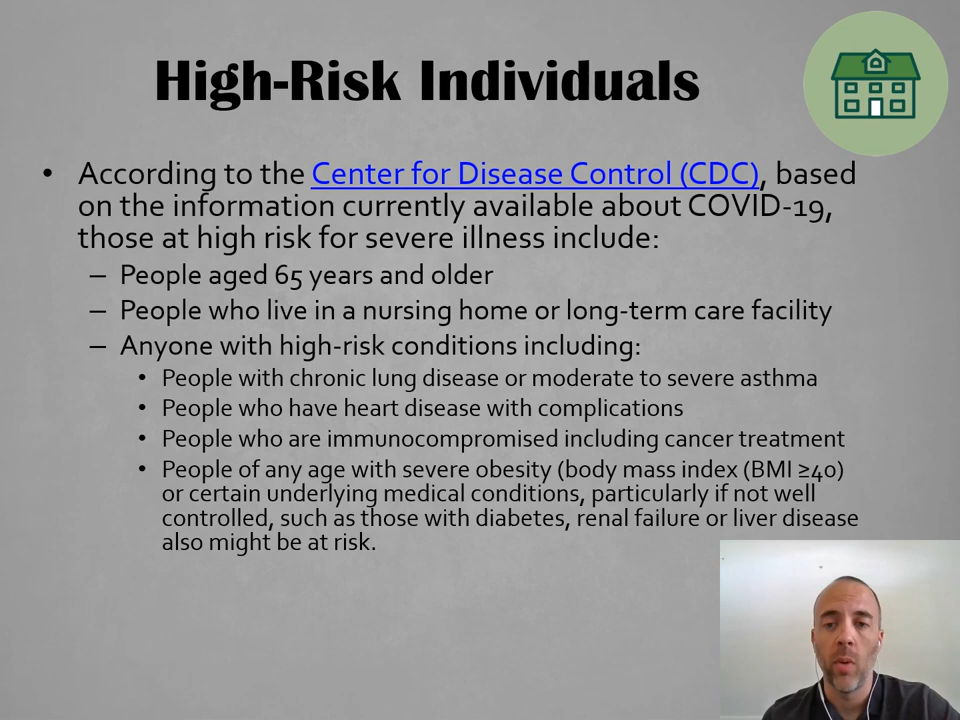 High-Risk Individuals
• According to the Center for Disease Control (CDC), based
on the information currently available about COVID-19,
those at high risk for severe illness include:
– People aged 65 years and older
– People who live in a nursing home or long-term care facility
– Anyone with high-risk conditions including:
• People with chronic lung disease or moderate to severe asthma
• People who have heart disease with complications
• People who are immunocompromised including cancer treatment
• People of any age with severe obesity (body mass index (BMI ≥40)
or certain underlying medical conditions, particularly if not well
controlled, such as those with diabetes, renal failure or liver disease
also might be at risk.